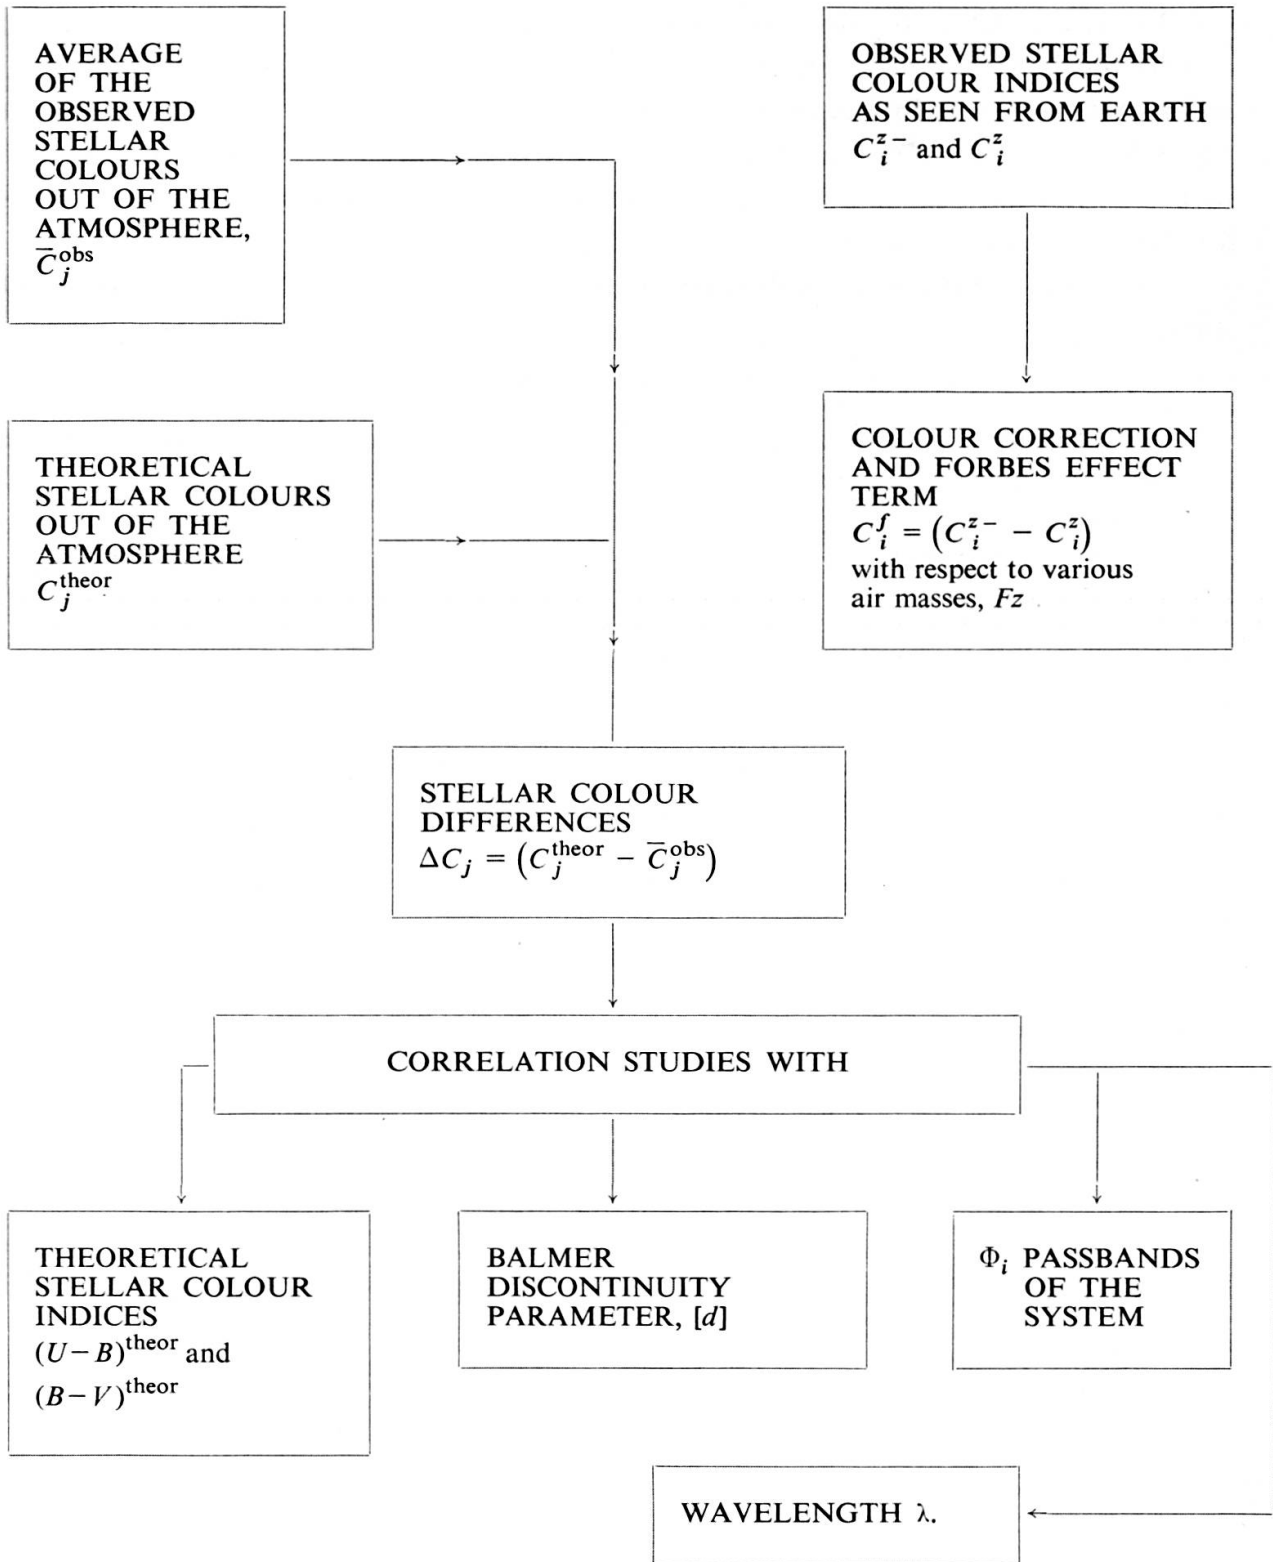 AVERAGE
OF THE
OBSERVED
STELLAR
COLOURS
OUT OF THE
ATMOSPHERE,
C̅ⱼ^obs
OBSERVED STELLAR
COLOUR INDICES
AS SEEN FROM EARTH
C_i^{z−} and C_i^z
THEORETICAL
STELLAR COLOURS
OUT OF THE
ATMOSPHERE
C_j^theor
COLOUR CORRECTION
AND FORBES EFFECT
TERM
C_i^f = (C_i^{z−} − C_i^z)
with respect to various
air masses, Fz
STELLAR COLOUR
DIFFERENCES
ΔC_j = (C_j^theor − C̅_j^obs)
CORRELATION STUDIES WITH
THEORETICAL
STELLAR COLOUR
INDICES
(U−B)^theor and
(B−V)^theor
BALMER
DISCONTINUITY
PARAMETER, [d]
Φ_i PASSBANDS
OF THE
SYSTEM
WAVELENGTH λ.